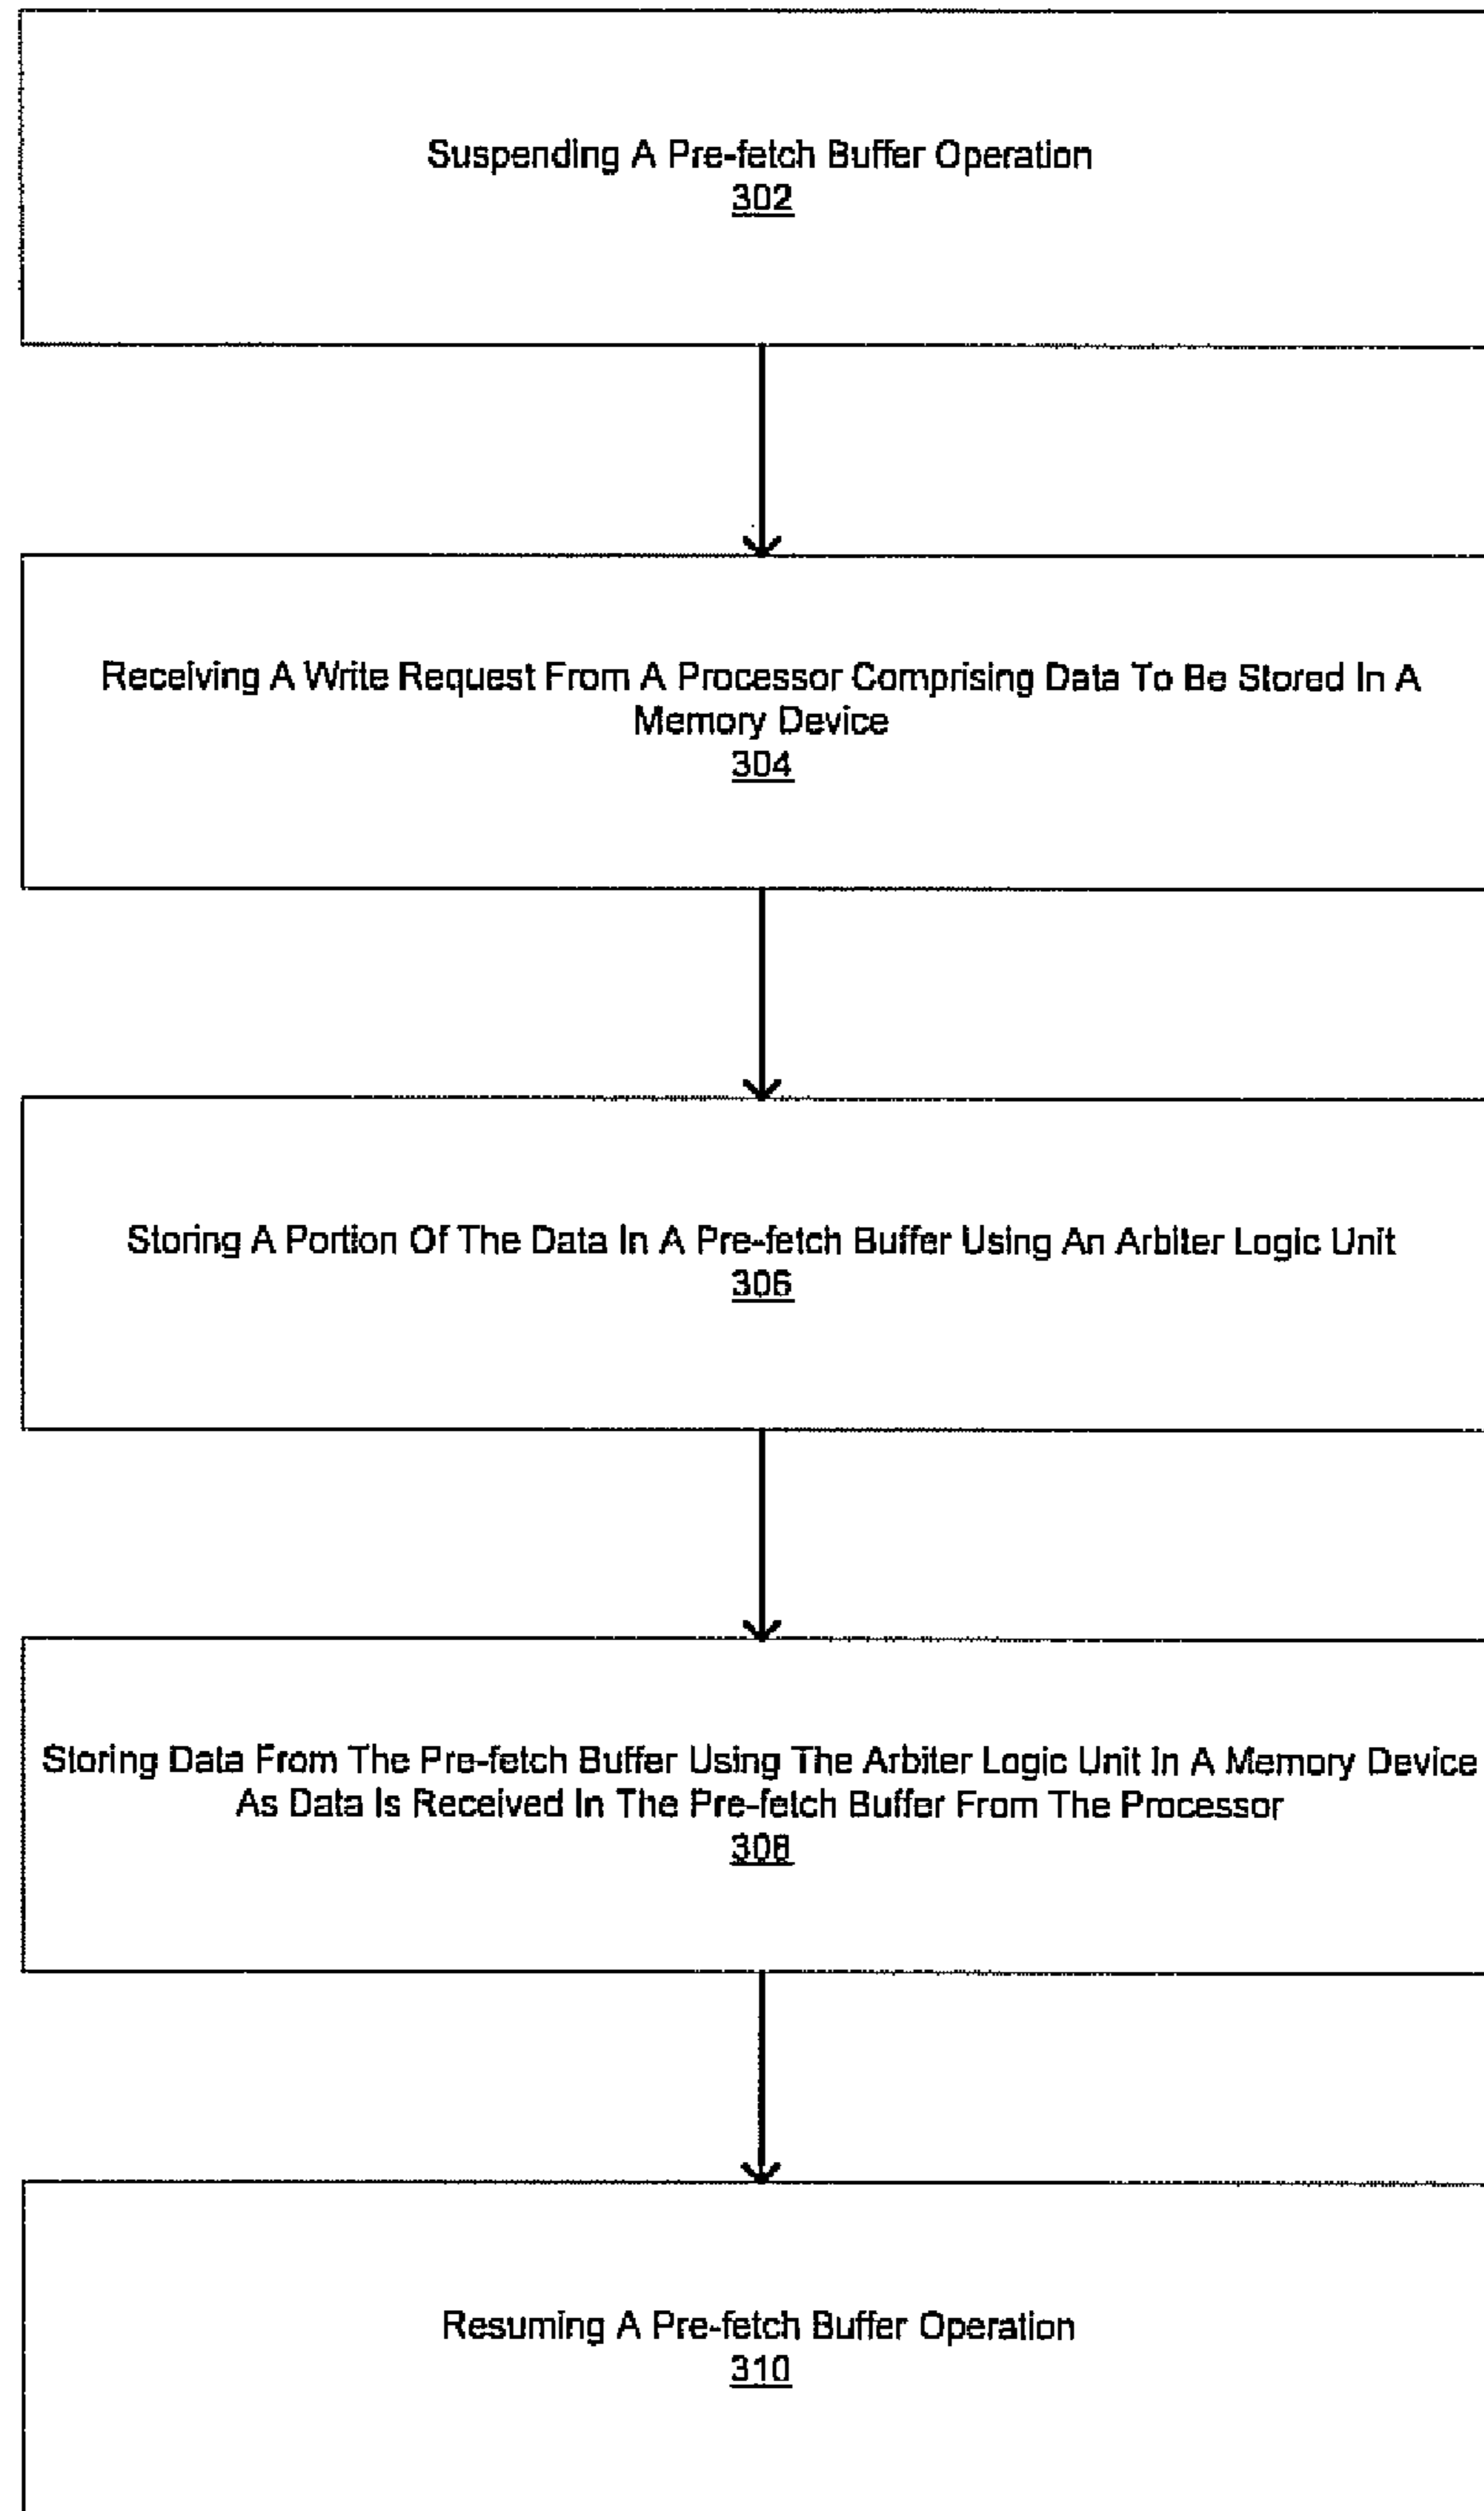 Suspending A Pre-fetch Buffer Operation
302
Receiving A Write Request From A Processor Comprising Data To Be Stored In A
Memory Device
304
Storing A Portion Of The Data In A Pre-fetch Buffer Using An Arbiter Logic Unit
306
Storing Data From The Pre-fetch Buffer Using The Arbiter Logic Unit In A Memory Device
As Data Is Received In The Pre-fetch Buffer From The Processor
308
Resuming A Pre-fetch Buffer Operation
310